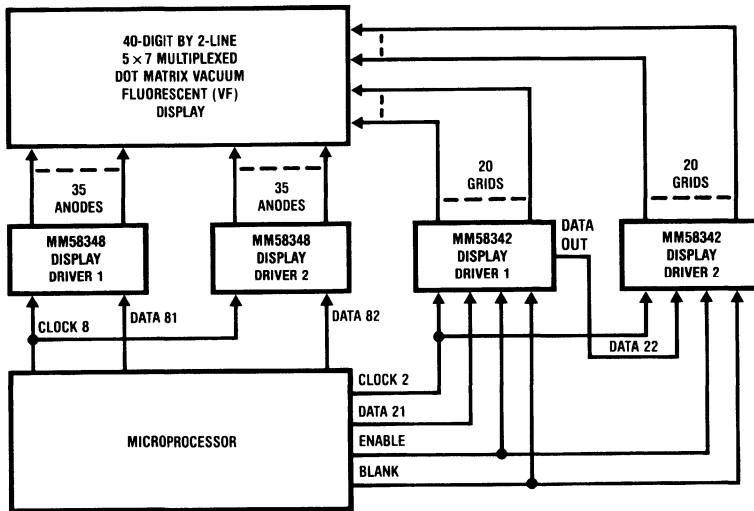 40-DIGIT BY 2-LINE
5 × 7 MULTIPLEXED
DOT MATRIX VACUUM
FLUORESCENT (VF)
DISPLAY
35
ANODES
35
ANODES
20
GRIDS
20
GRIDS
MM58348
DISPLAY
DRIVER 1
MM58348
DISPLAY
DRIVER 2
MM58342
DISPLAY
DRIVER 1
DATA
OUT
MM58342
DISPLAY
DRIVER 2
CLOCK 8
DATA 81
DATA 82
DATA 22
MICROPROCESSOR
CLOCK 2
DATA 21
ENABLE
BLANK